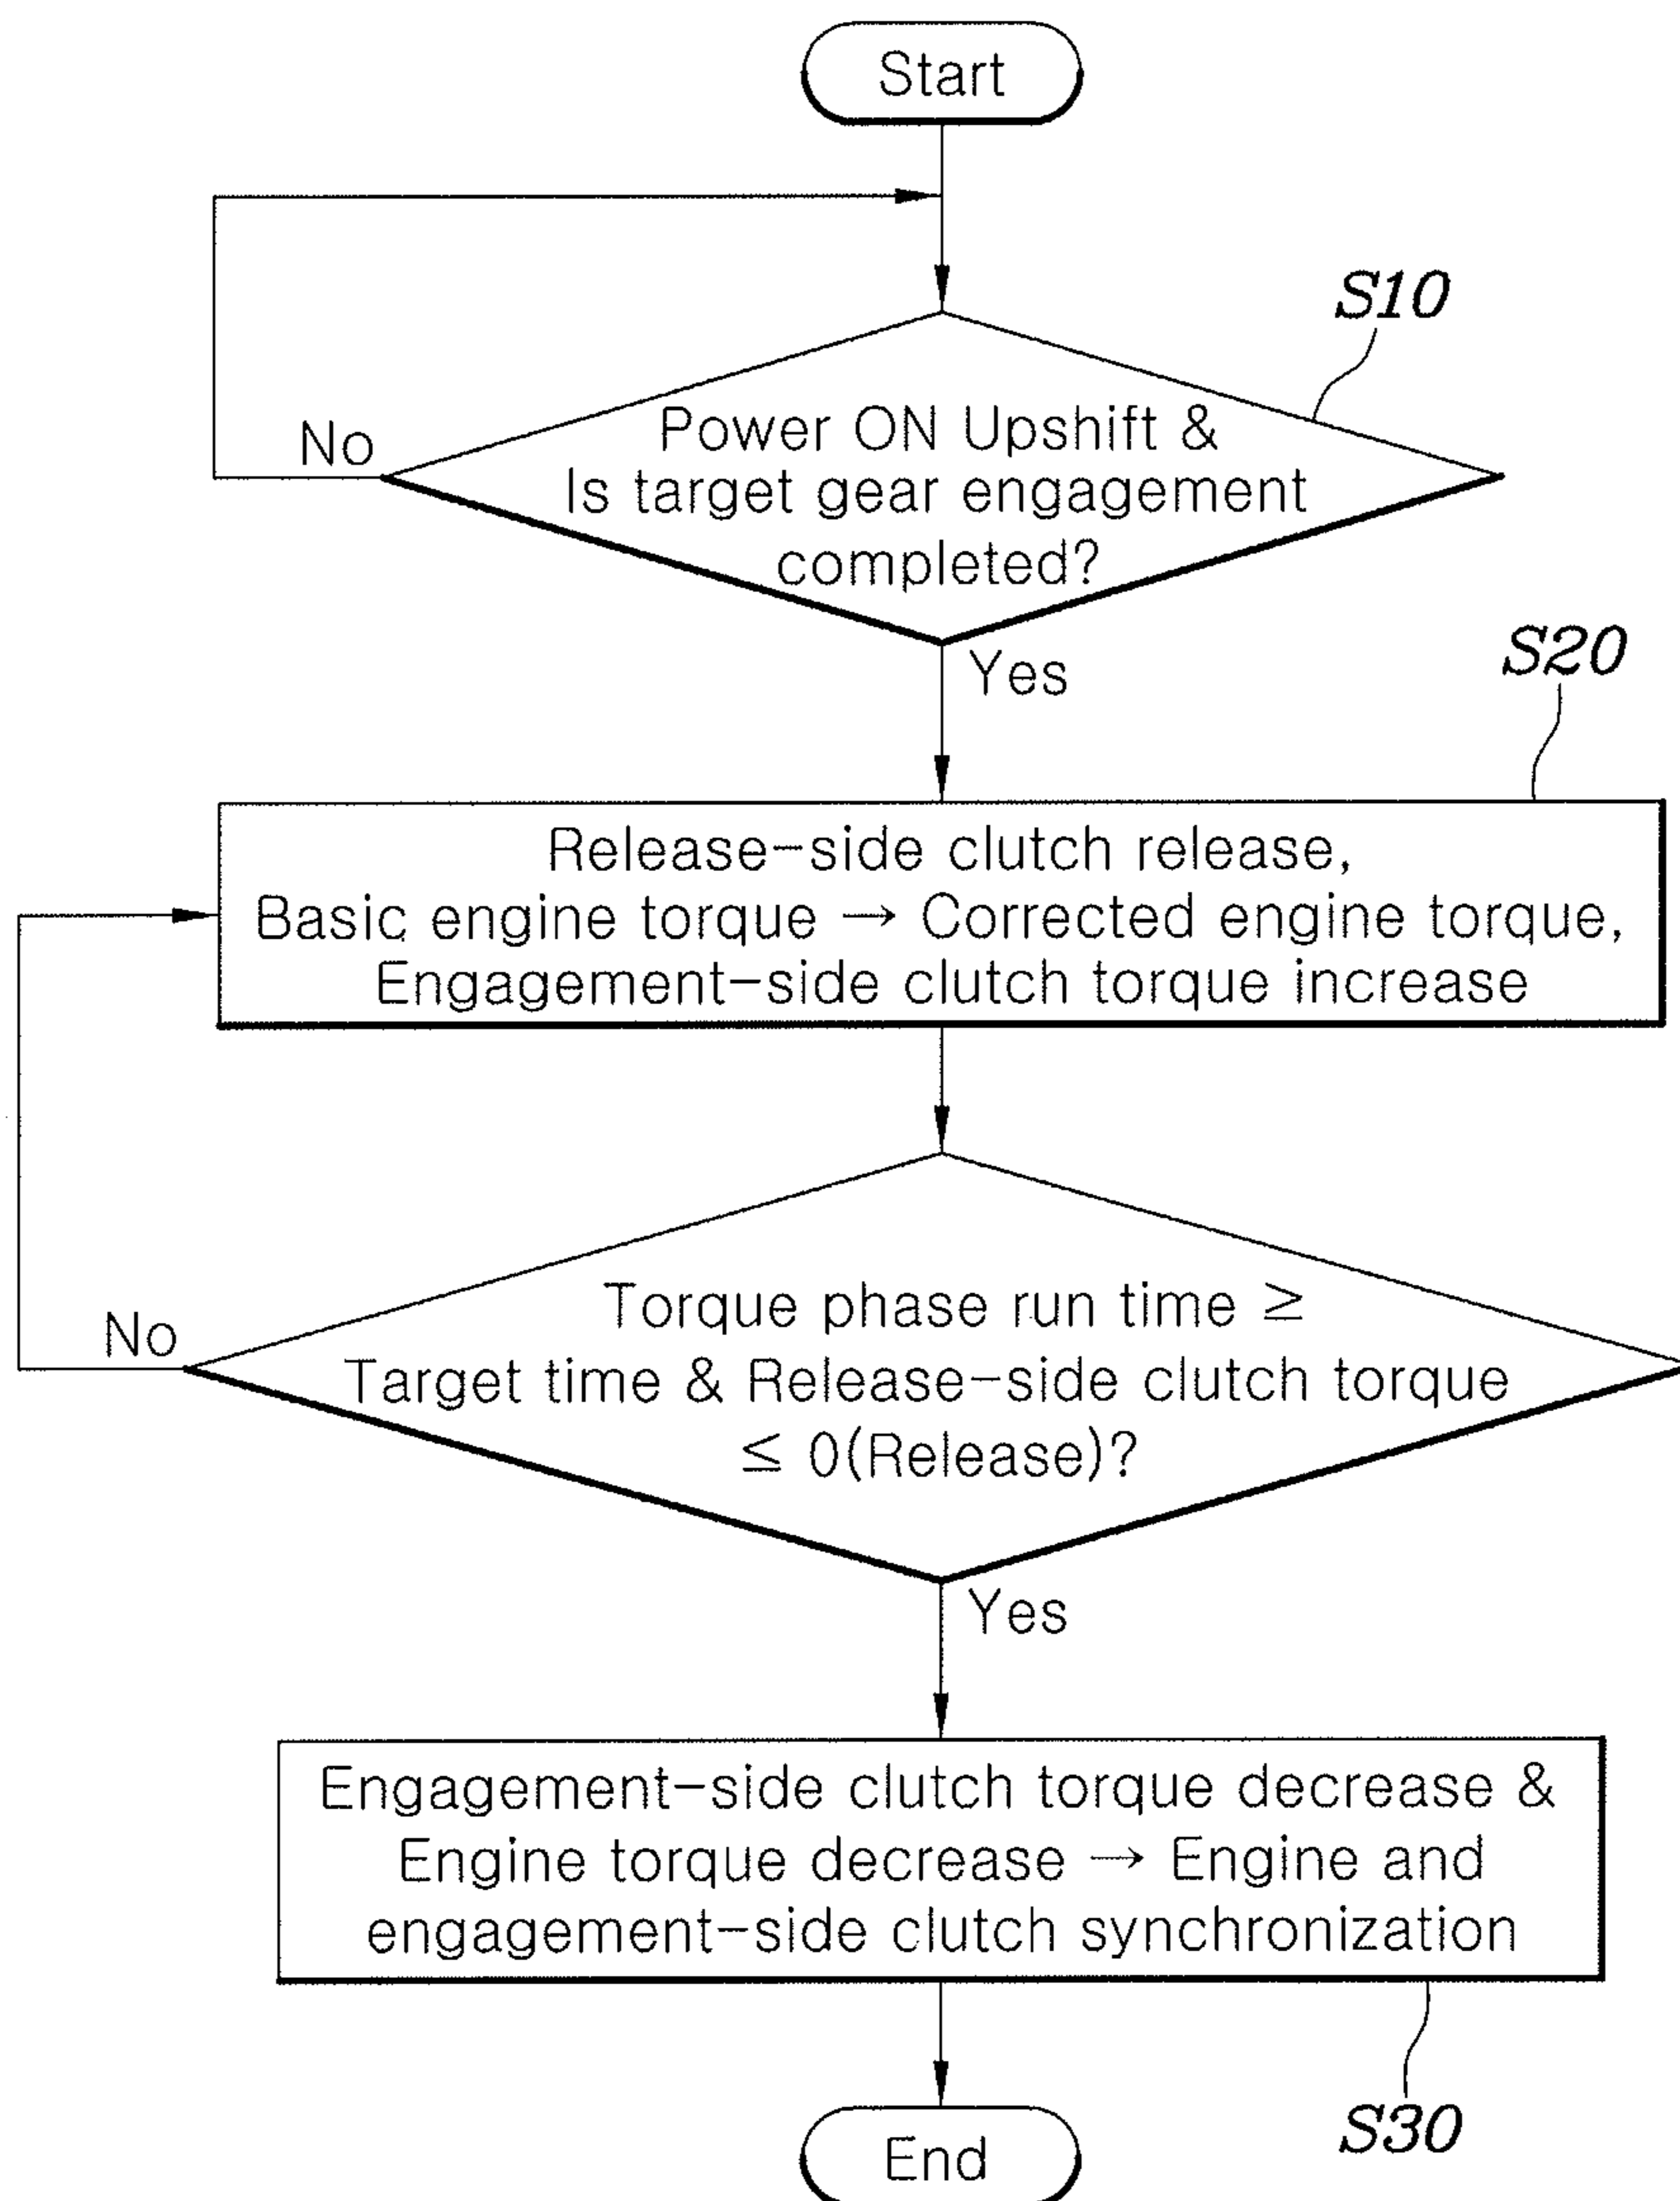 Start
S10
No
Power ON Upshift &
Is target gear engagement
completed?
Yes
S20
Release-side clutch release,
Basic engine torque → Corrected engine torque,
Engagement-side clutch torque increase
No
Torque phase run time ≥
Target time & Release-side clutch torque
≤ 0(Release)?
Yes
Engagement-side clutch torque decrease &
Engine torque decrease → Engine and
engagement-side clutch synchronization
S30
End